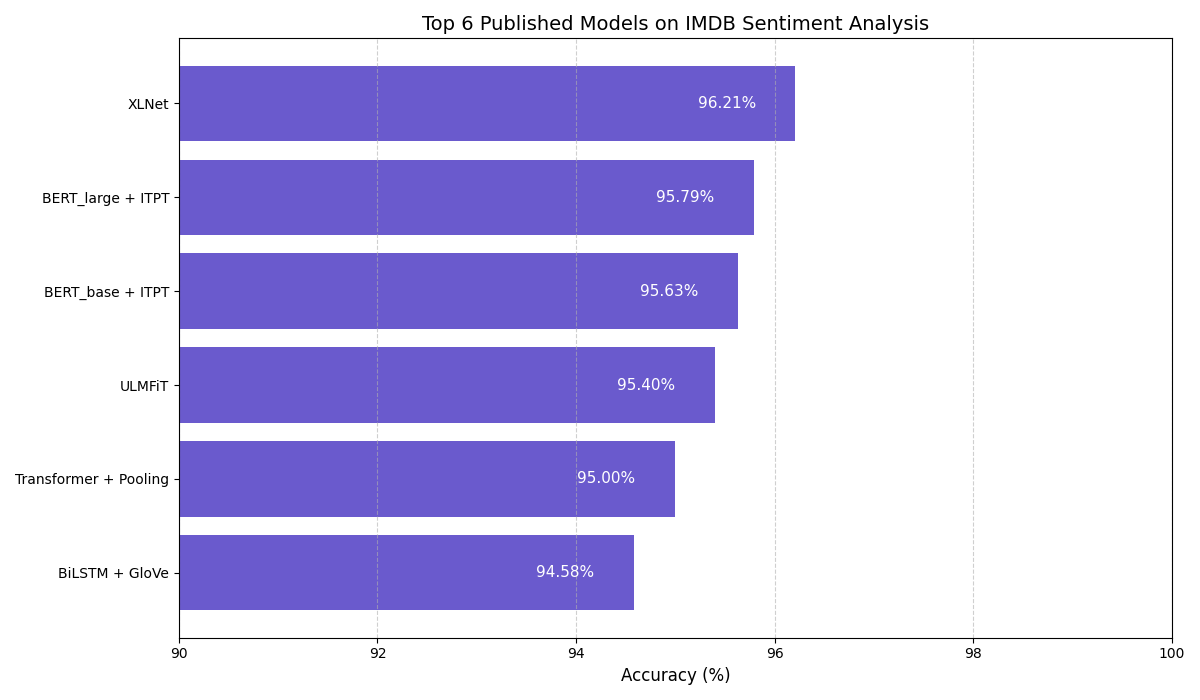 Top 6 Published Models on IMDB Sentiment Analysis
XLNet
96.21%
BERT_large + ITPT
95.79%
BERT_base + ITPT
95.63%
ULMFiT
95.40%
Transformer + Pooling
95.00%
BiLSTM + GloVe
94.58%
90 92 94 96 98 100
Accuracy (%)